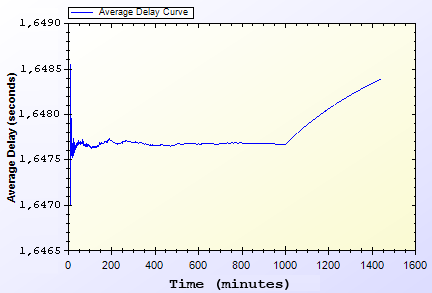 Average Delay Curve
1,6490
1,6485
1,6480
1,6475
1,6470
1,6465
Average Delay (seconds)
0 200 400 600 800 1000 1200 1400 1600
Time (minutes)